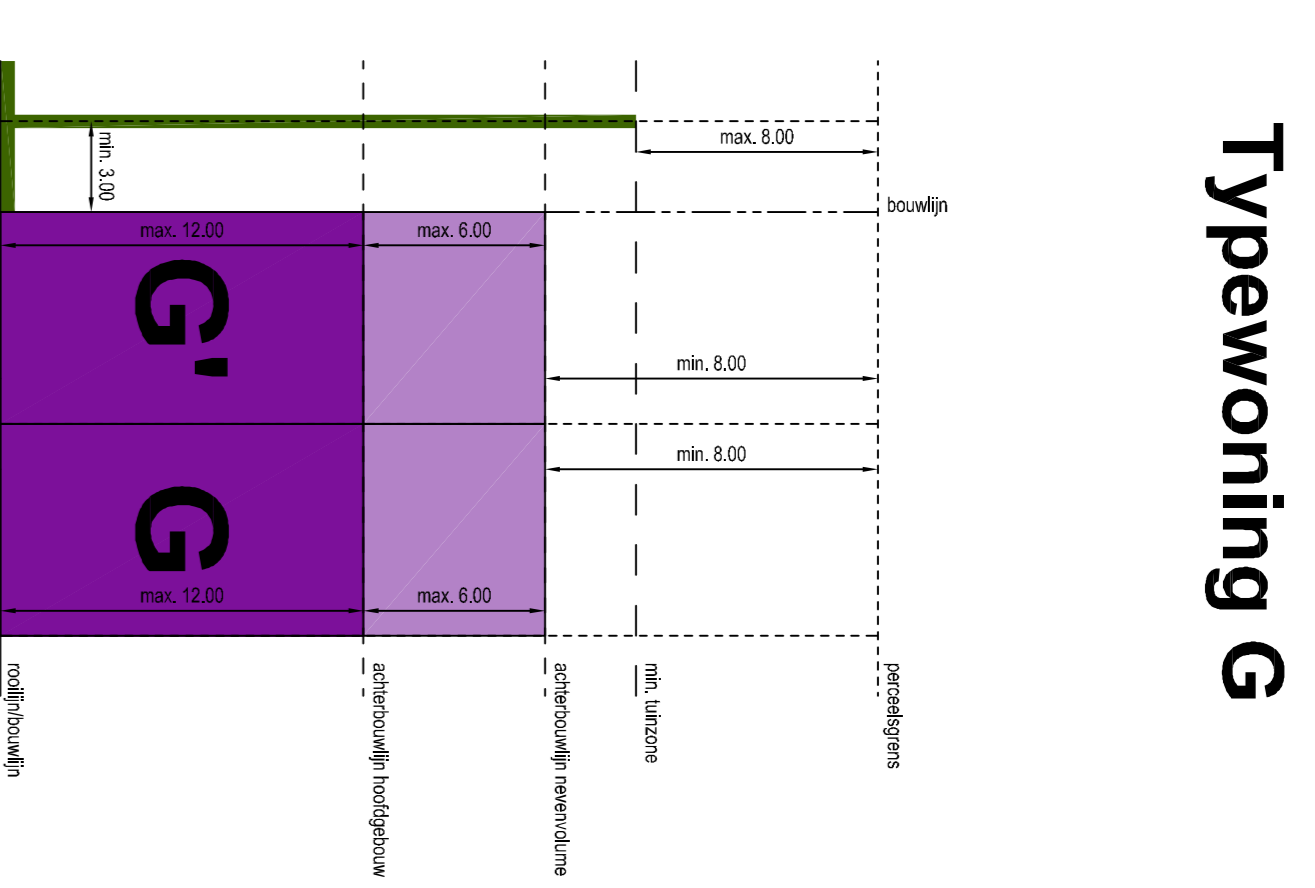 Typewoning G
max. 8.00
min. 3.00
bouwlijn
max. 12.00
max. 6.00
G'
min. 8.00
min. 8.00
G
max. 12.00
max. 6.00
rooilijn/bouwlijn
achterbouwlijn hoofdgebouw
achterbouwlijn nevenvolume
min. tuinzone
perceelsgrens